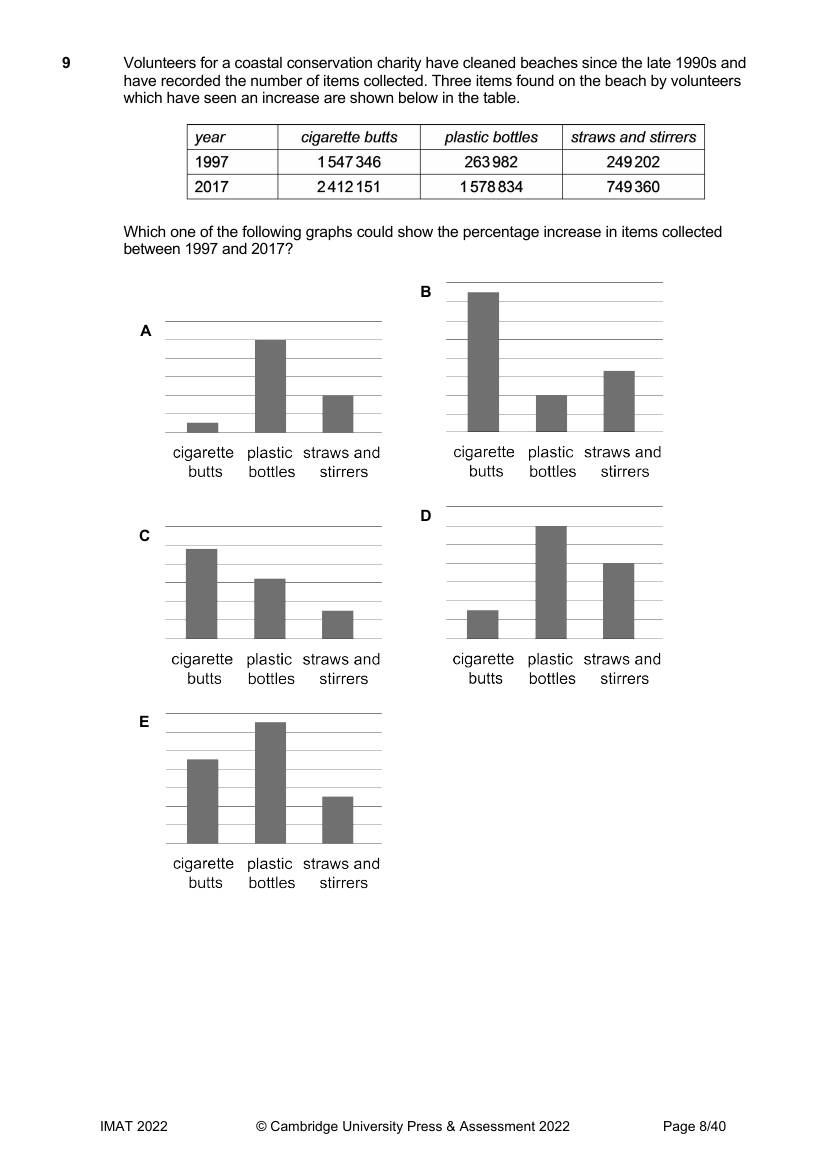 9 Volunteers for a coastal conservation charity have cleaned beaches since the late 1990s and
have recorded the number of items collected. Three items found on the beach by volunteers
which have seen an increase are shown below in the table.
year cigarette butts plastic bottles straws and stirrers
1997 1 547 346 263 982 249 202
2017 2 412 151 1 578 834 749 360
Which one of the following graphs could show the percentage increase in items collected
between 1997 and 2017?
A
cigarette plastic straws and
butts bottles stirrers
B
cigarette plastic straws and
butts bottles stirrers
C
cigarette plastic straws and
butts bottles stirrers
D
cigarette plastic straws and
butts bottles stirrers
E
cigarette plastic straws and
butts bottles stirrers
IMAT 2022 © Cambridge University Press & Assessment 2022 Page 8/40